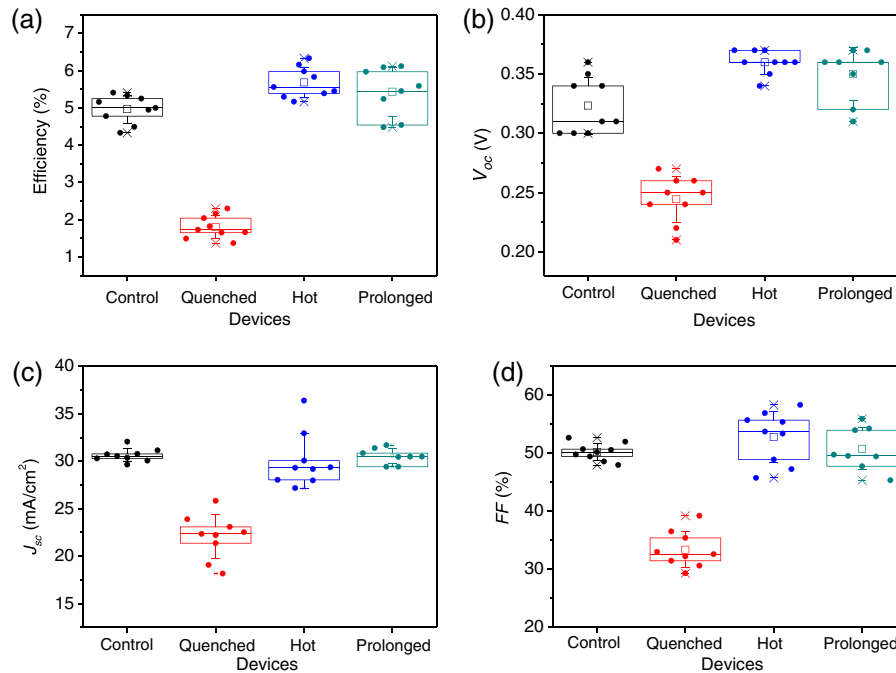 (a)
Efficiency (%)
7
6
5
4
3
2
1
Control Quenched Hot Prolonged
Devices
(b)
V_oc (V)
0.40
0.35
0.30
0.25
0.20
Control Quenched Hot Prolonged
Devices
(c)
J_sc (mA/cm²)
40
35
30
25
20
15
Control Quenched Hot Prolonged
Devices
(d)
FF (%)
60
50
40
30
20
Control Quenched Hot Prolonged
Devices